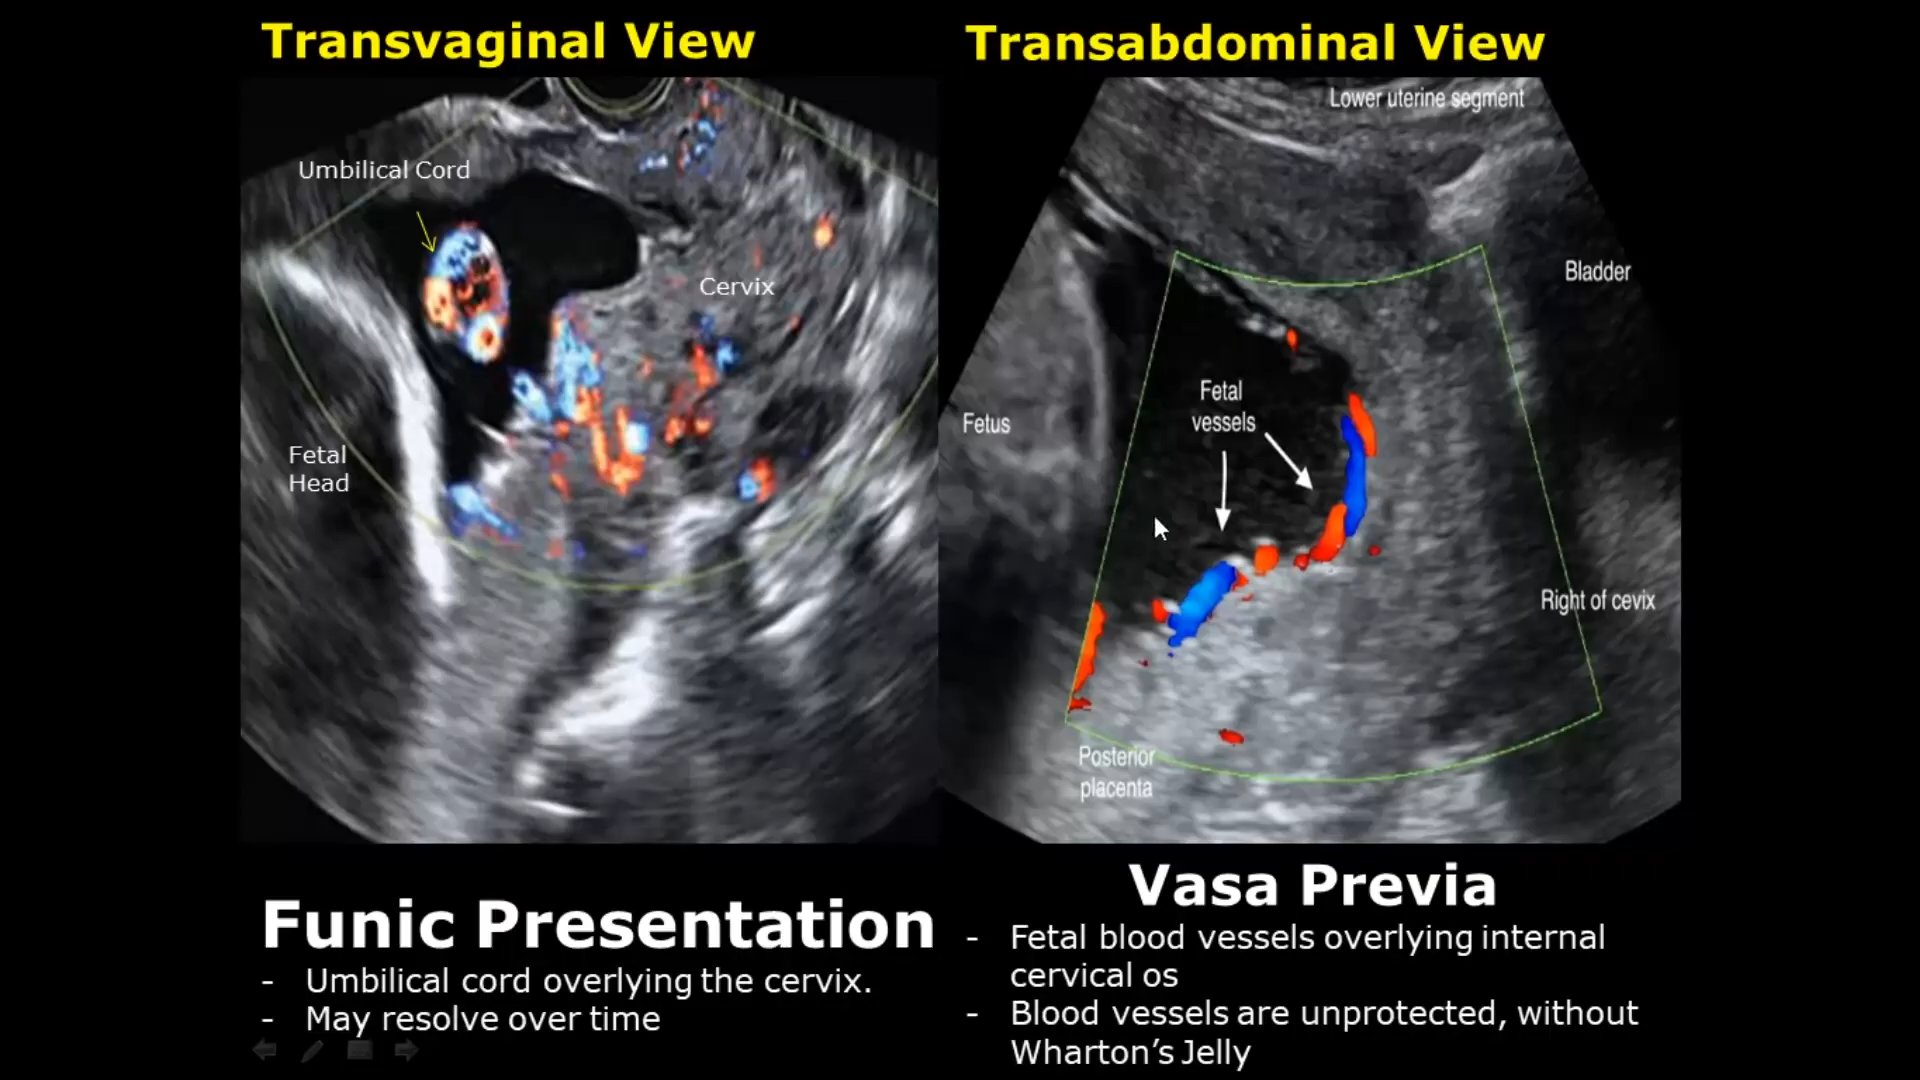 Transvaginal View
Umbilical Cord
Cervix
Fetal
Head
Funic Presentation
- Umbilical cord overlying the cervix.
- May resolve over time
Transabdominal View
Lower uterine segment
Bladder
Fetal
vessels
Fetus
Right of cevix
Posterior
placenta
Vasa Previa
- Fetal blood vessels overlying internal
cervical os
- Blood vessels are unprotected, without
Wharton’s Jelly